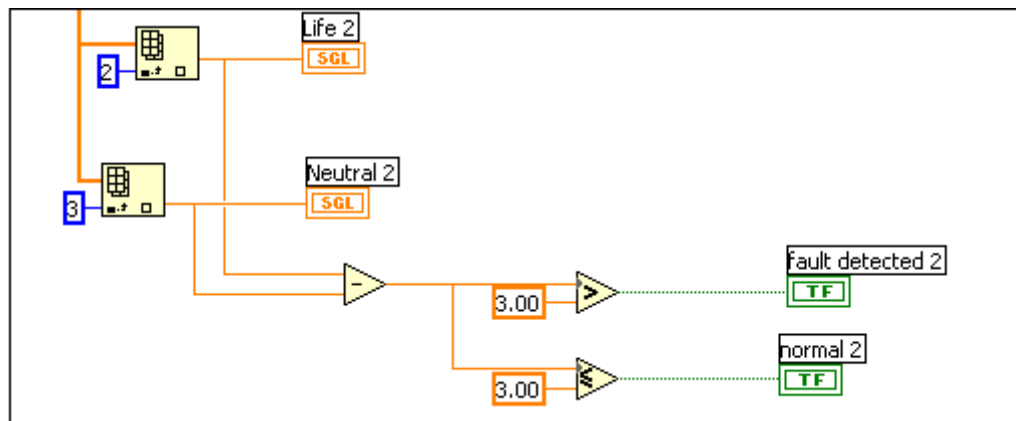 Life 2
SGL
2
Neutral 2
SGL
3
-
fault detected 2
3.00
>
TF
normal 2
3.00
≤
TF